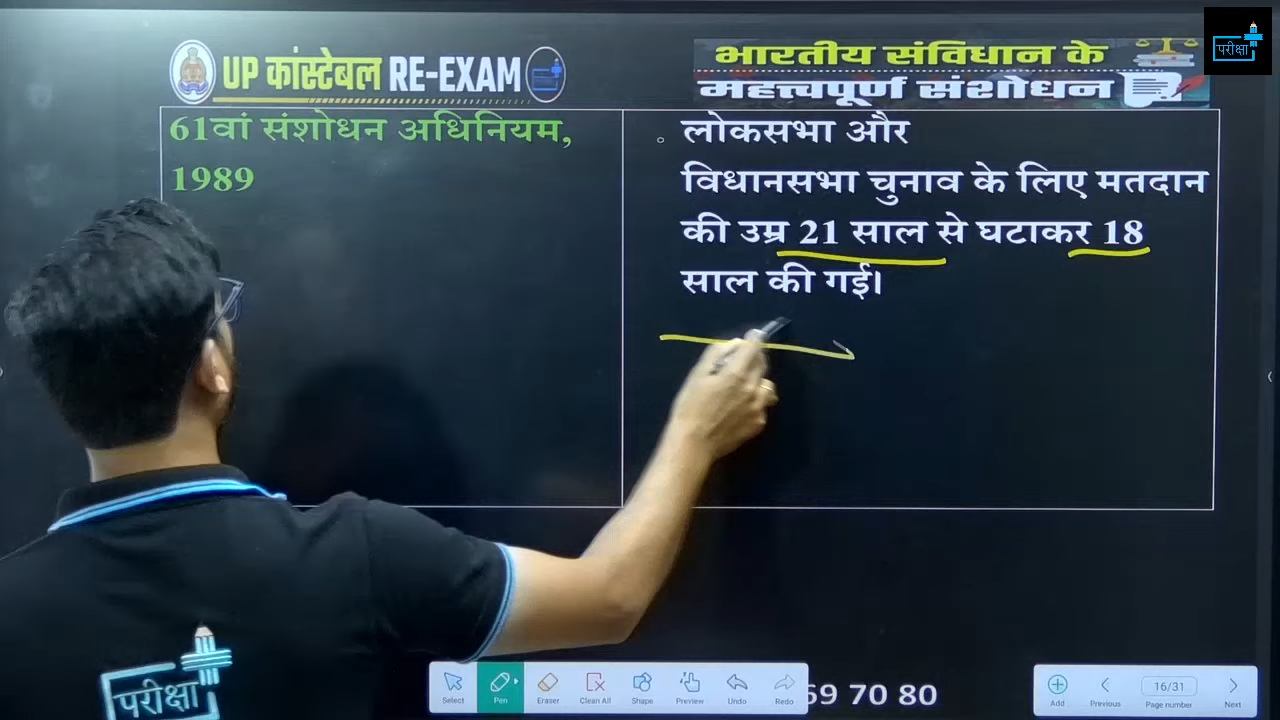 परीक्षा
UP कांस्टेबल RE-EXAM
भारतीय संविधान के
महत्त्वपूर्ण संशोधन
61वां संशोधन अधिनियम,
1989
लोकसभा और
विधानसभा चुनाव के लिए मतदान
की उम्र 21 साल से घटाकर 18
साल की गई।
परीक्षा
Select
Pen
Eraser
Clean All
Shape
Preview
Undo
Redo
69 70 80
Add
Previous
16/31
Page number
Next